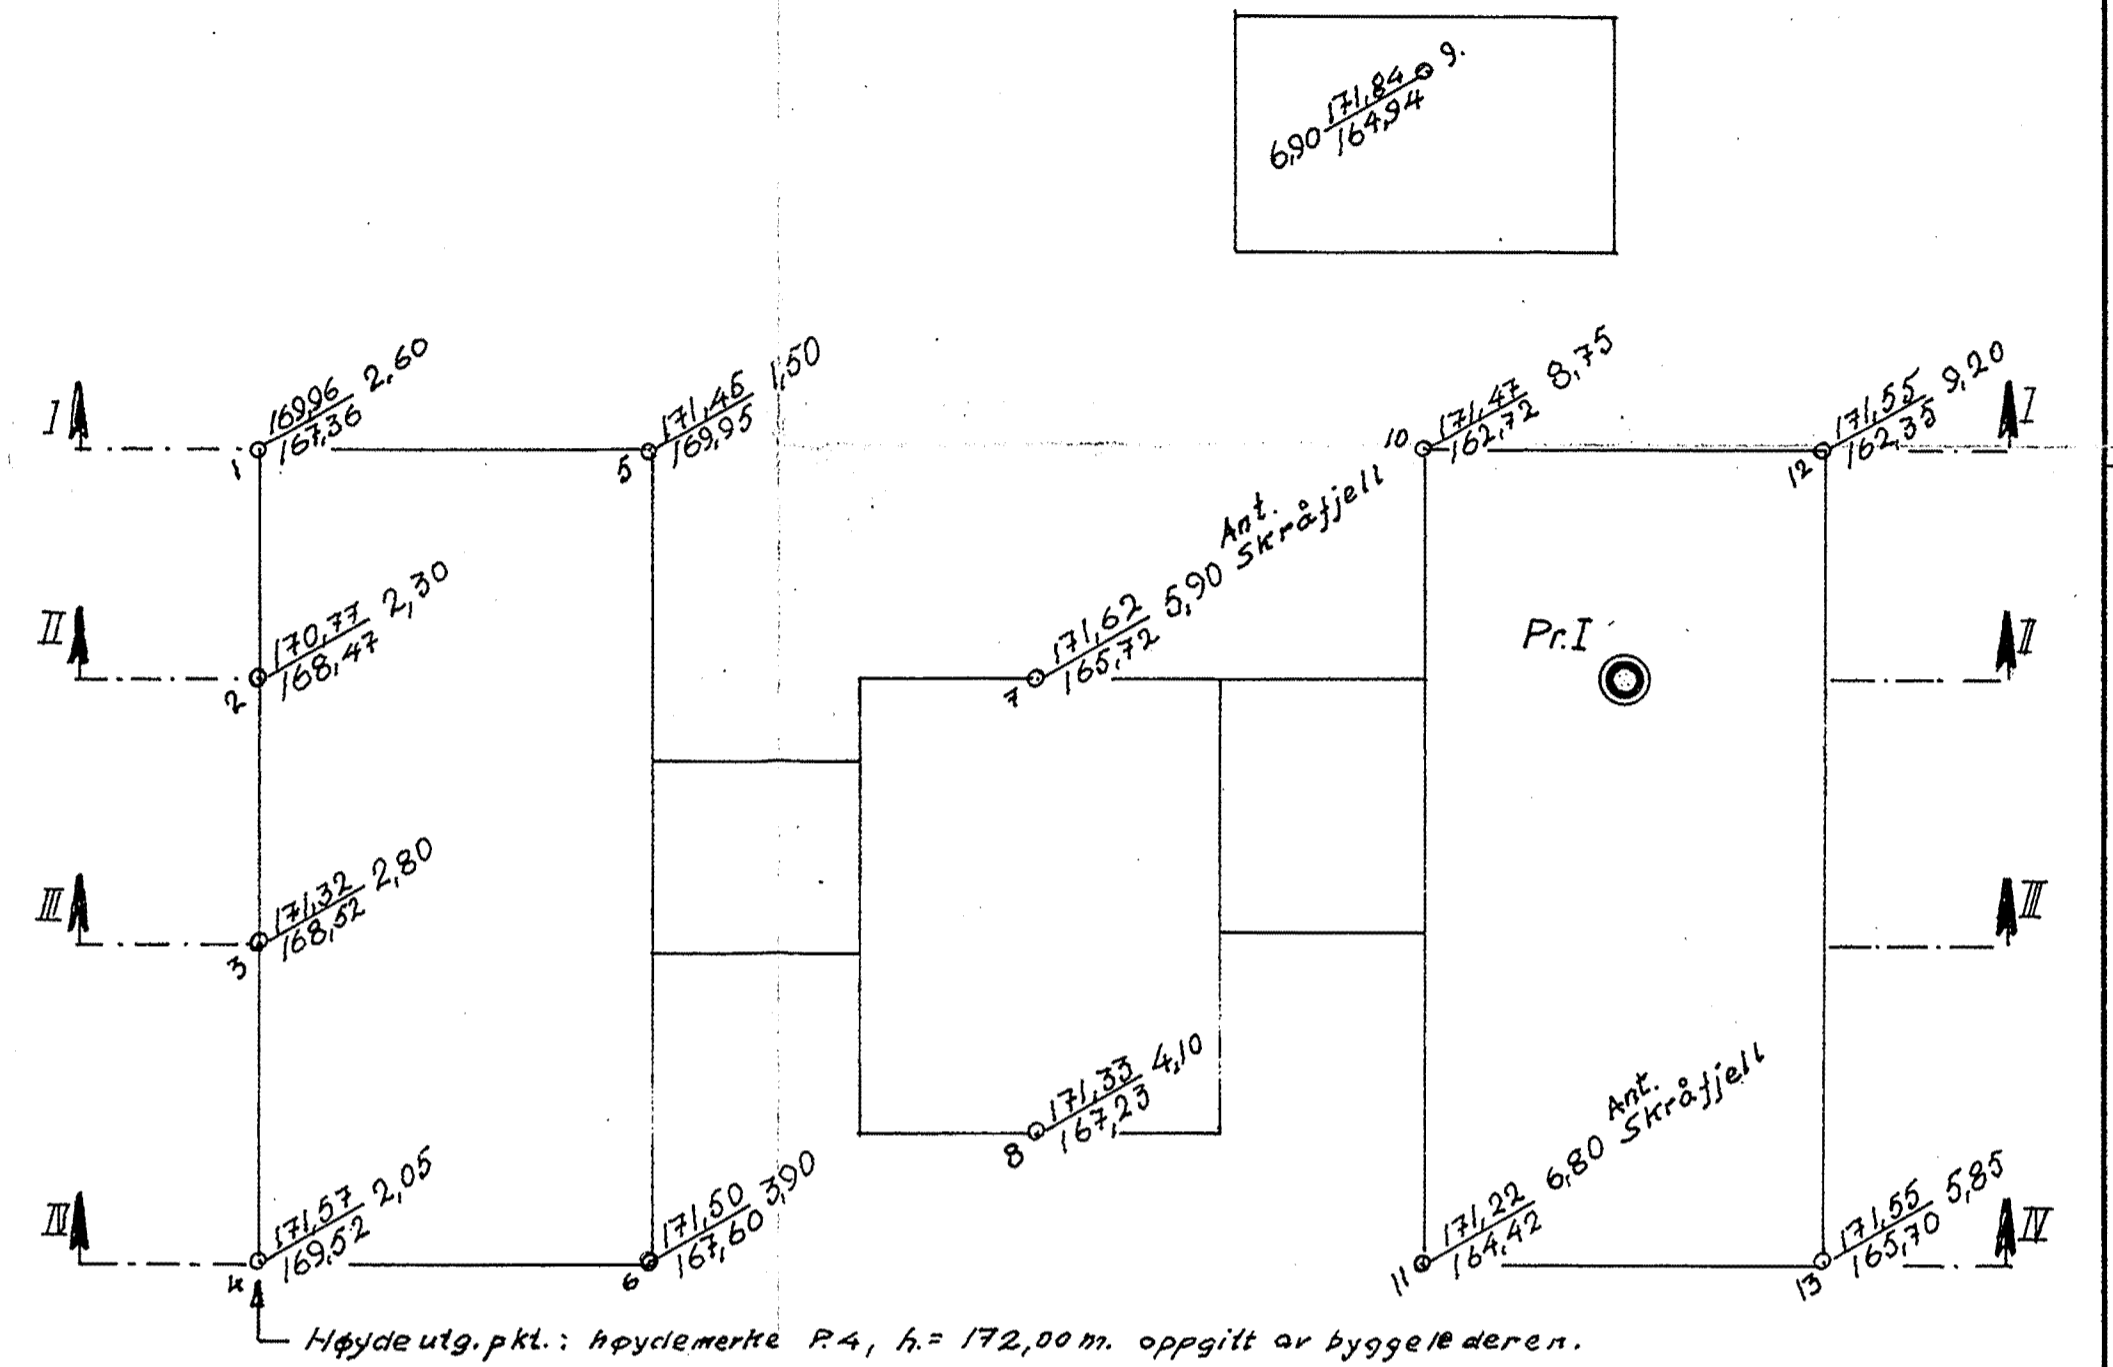 9.
171,84
6,90
164,94
I
169,96 2,60
167,36
1
171,45 1,50
169,95
5
10
171,47 8,75
162,72
171,55 9,20
162,35
12
I
II
170,77 2,30
168,47
2
Ant.
Skråfjell
171,62 5,90
165,72
7
Pr.I
II
III
171,32 2,80
168,52
3
III
171,33 4,10
167,23
8
IV
171,57 2,05
169,52
4
171,50 3,90
167,60
6
Ant.
Skråfjell
171,22 6,80
164,42
11
171,55 5,85
165,70
13
IV
Høydeutg.pkt.: høydemerke P.4, h.= 172,00m. oppgitt av byggelederen.